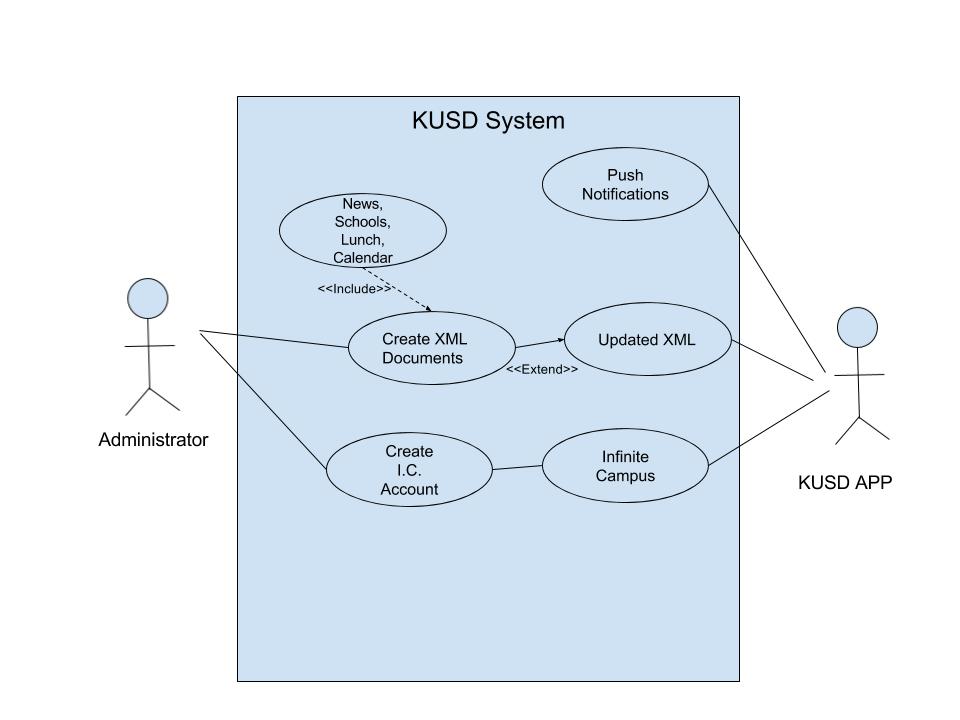 KUSD System
Push
Notifications
News,
Schools,
Lunch,
Calendar
<<Include>>
Create XML
Documents
Updated XML
<<Extend>>
Administrator
Create
I.C.
Account
Infinite
Campus
KUSD APP